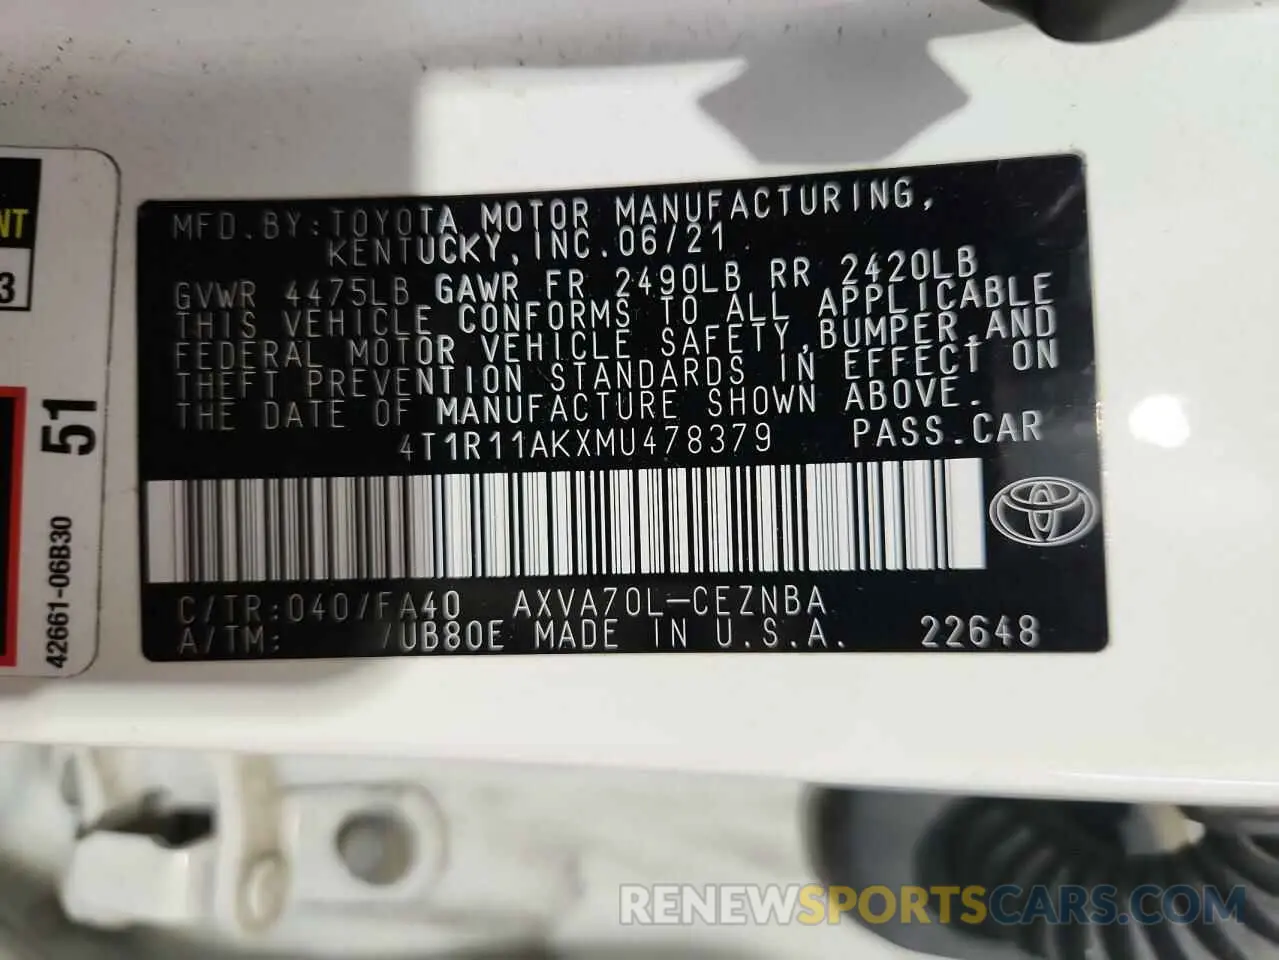 NT
3
51
42661-06B30
MFD.BY:TOYOTA MOTOR MANUFACTURING,
KENTUCKY,INC.06/21
GVWR 4475LB GAWR FR 2490LB RR 2420LB
THIS VEHICLE CONFORMS TO ALL APPLICABLE
FEDERAL MOTOR VEHICLE SAFETY,BUMPER,AND
THEFT PREVENTION STANDARDS IN EFFECT ON
THE DATE OF MANUFACTURE SHOWN ABOVE.
4T1R11AKXMU478379 PASS.CAR
C/TR:040/FA40 AXVA70L-CEZNBA
A/TM: /UB80E MADE IN U.S.A. 22648
RENEWSPORTSCARS.COM